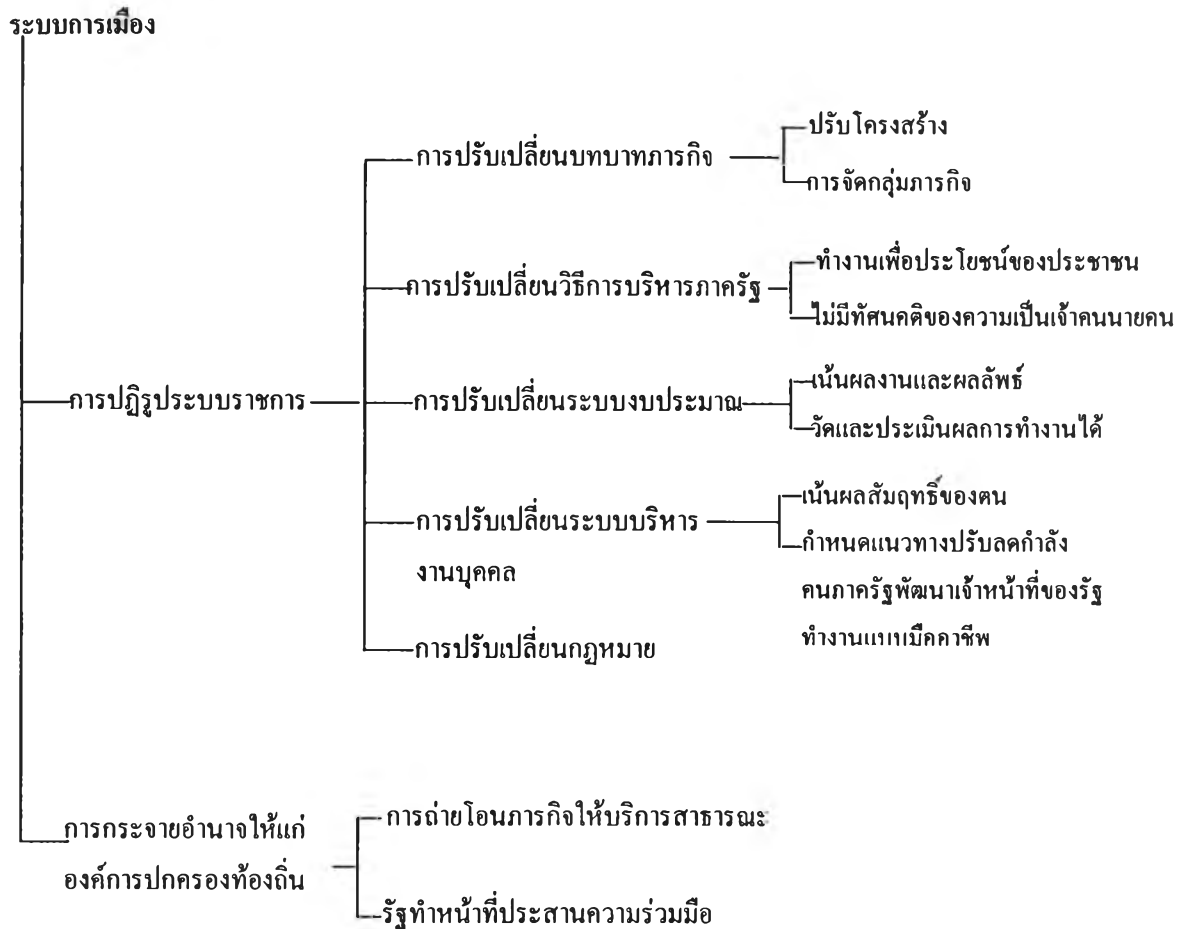 ระบบการเมือง
ปรับโครงสร้าง
การปรับเปลี่ยนบทบาทภารกิจ
การจัดกลุ่มภารกิจ
ทำงานเพื่อประโยชน์ของประชาชน
การปรับเปลี่ยนวิธีการบริหารภาครัฐ
ไม่มีทัศนคติของความเป็นเจ้าคนนายคน
เน้นผลงานและผลลัพธ์
การปฏิรูประบบราชการ
การปรับเปลี่ยนระบบงบประมาณ
วัดและประเมินผลการทำงานได้
เน้นผลสัมฤทธิ์ของตน
การปรับเปลี่ยนระบบบริหาร
งานบุคคล
กำหนดแนวทางปรับลดกำลัง
คนภาครัฐพัฒนาเจ้าหน้าที่ของรัฐ
ทำงานแบบมืคอาชีพ
การปรับเปลี่ยนกฎหมาย
การกระจายอำนาจให้แก่
องค์การปกครองท้องถิ่น
การถ่ายโอนภารกิจให้บริการสาธารณะ
รัฐทำหน้าที่ประสานความร่วมมือ